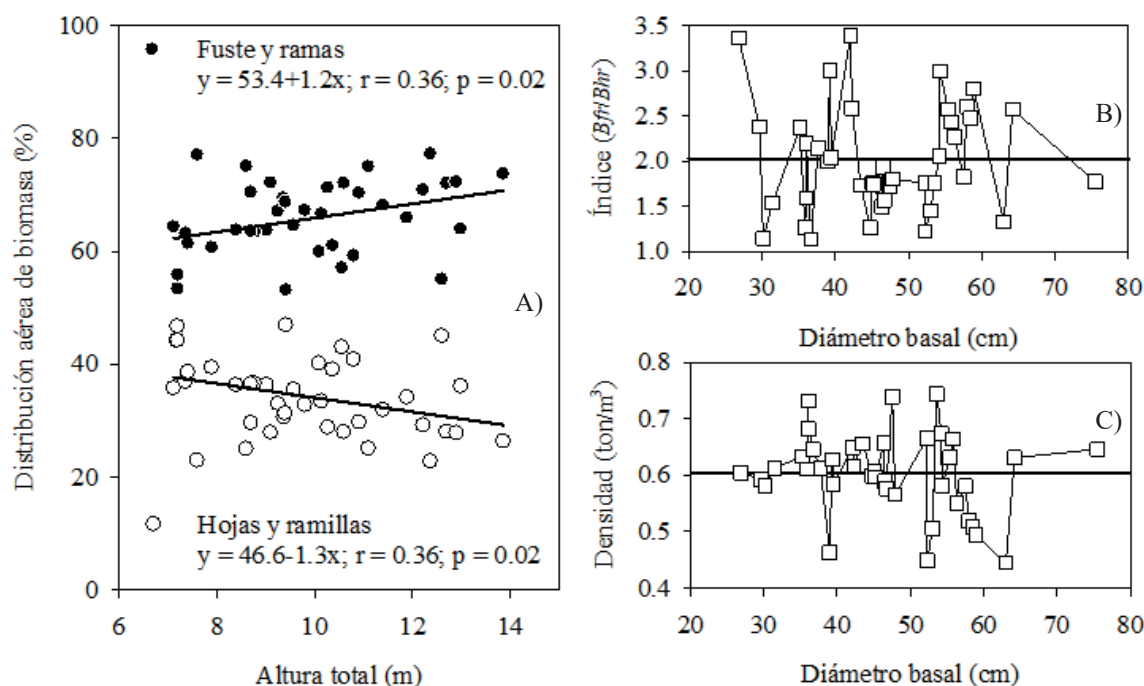 100
80
60
40
20
0
Distribución aérea de biomasa (%)
Fuste y ramas
y = 53.4+1.2x; r = 0.36; p = 0.02
A)
Hojas y ramillas
y = 46.6-1.3x; r = 0.36; p = 0.02
6 8 10 12 14
Altura total (m)
3.5
3.0
2.5
2.0
1.5
1.0
Índice (Bfr/Bhr)
B)
20 30 40 50 60 70 80
Diámetro basal (cm)
0.8
0.7
0.6
0.5
0.4
Densidad (ton/m³)
C)
20 30 40 50 60 70 80
Diámetro basal (cm)